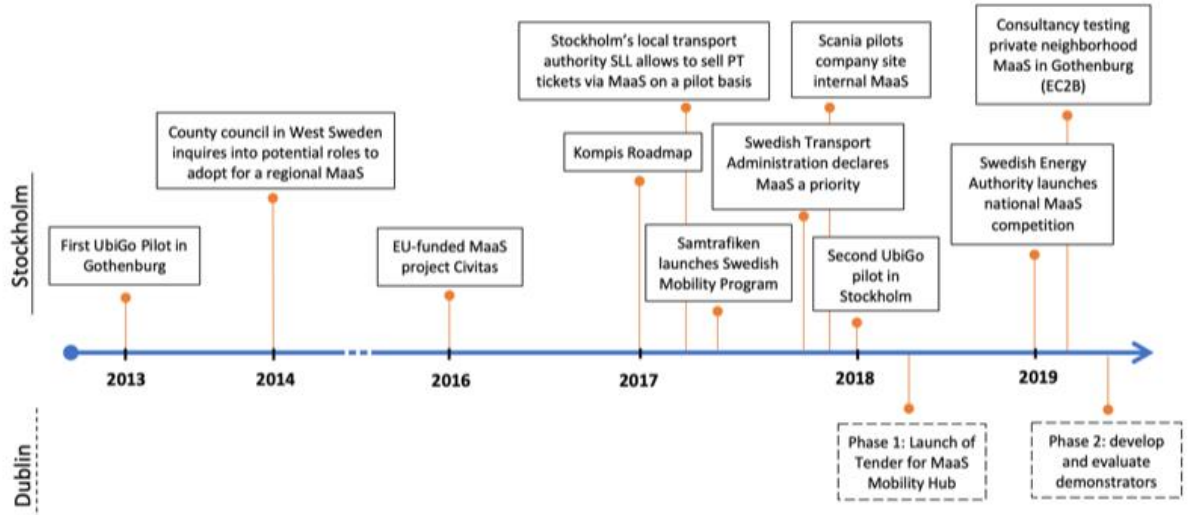 Stockholm's local transport
authority SLL allows to sell PT
tickets via MaaS on a pilot basis
Scania pilots
company site
internal MaaS
Consultancy testing
private neighborhood
MaaS in Gothenburg
(EC2B)
County council in West Sweden
inquires into potential roles to
adopt for a regional MaaS
Kompis Roadmap
Swedish Transport
Administration declares
MaaS a priority
Swedish Energy
Authority launches
national MaaS
competition
Stockholm
First UbiGo Pilot in
Gothenburg
EU-funded MaaS
project Civitas
Samtrafiken
launches Swedish
Mobility Program
Second UbiGo
pilot in
Stockholm
2013
2014
2016
2017
2018
2019
Dublin
Phase 1: Launch of
Tender for MaaS
Mobility Hub
Phase 2: develop
and evaluate
demonstrators